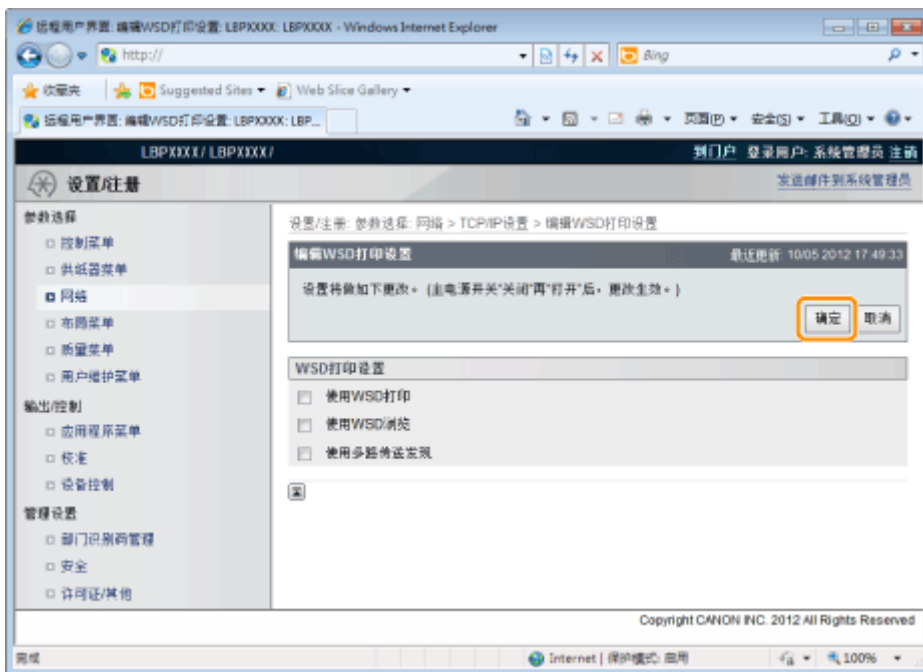 远程用户界面: 编辑WSD打印设置: LBPXXXX: LBPXXXX - Windows Internet Explorer
http://
Bing
收藏夹 Suggested Sites Web Slice Gallery
远程用户界面: 编辑WSD打印设置: LBPXXXX: LBP... 页面(P) 安全(S) 工具(O)
LBPXXXX / LBPXXXX / 到门户 登录用户: 系统管理员 注销
设置/注册 发送邮件到系统管理员
参数选择
控制菜单
供纸器菜单
网络
布局菜单
质量菜单
用户维护菜单
输出/控制
应用程序菜单
校准
设备控制
管理设置
部门识别码管理
安全
许可证/其他
设置/注册: 参数选择: 网络 > TCP/IP设置 > 编辑WSD打印设置
编辑WSD打印设置 最近更新: 10/05 2012 17:49:33
设置将做如下更改。 (主电源开关"关闭"再"打开"后，更改生效。)
确定 取消
WSD打印设置
使用WSD打印
使用WSD浏览
使用多路传送发现
Copyright CANON INC. 2012 All Rights Reserved
完成 Internet | 保护模式: 启用 100%